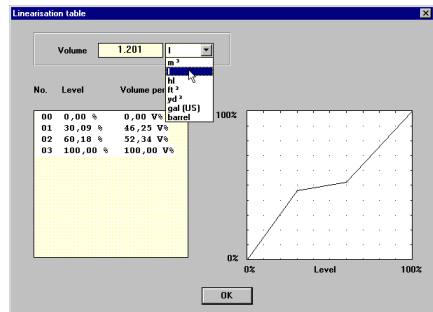 Linearisation table
Volume 1.201 l
m³
l
hl
ft³
yd³
gal (US)
barrel
No. Level Volume per
00 0,00 % 0,00 V%
01 30,09 % 46,25 V%
02 60,18 % 52,34 V%
03 100,00 % 100,00 V%
100%
0%
0% Level 100%
OK